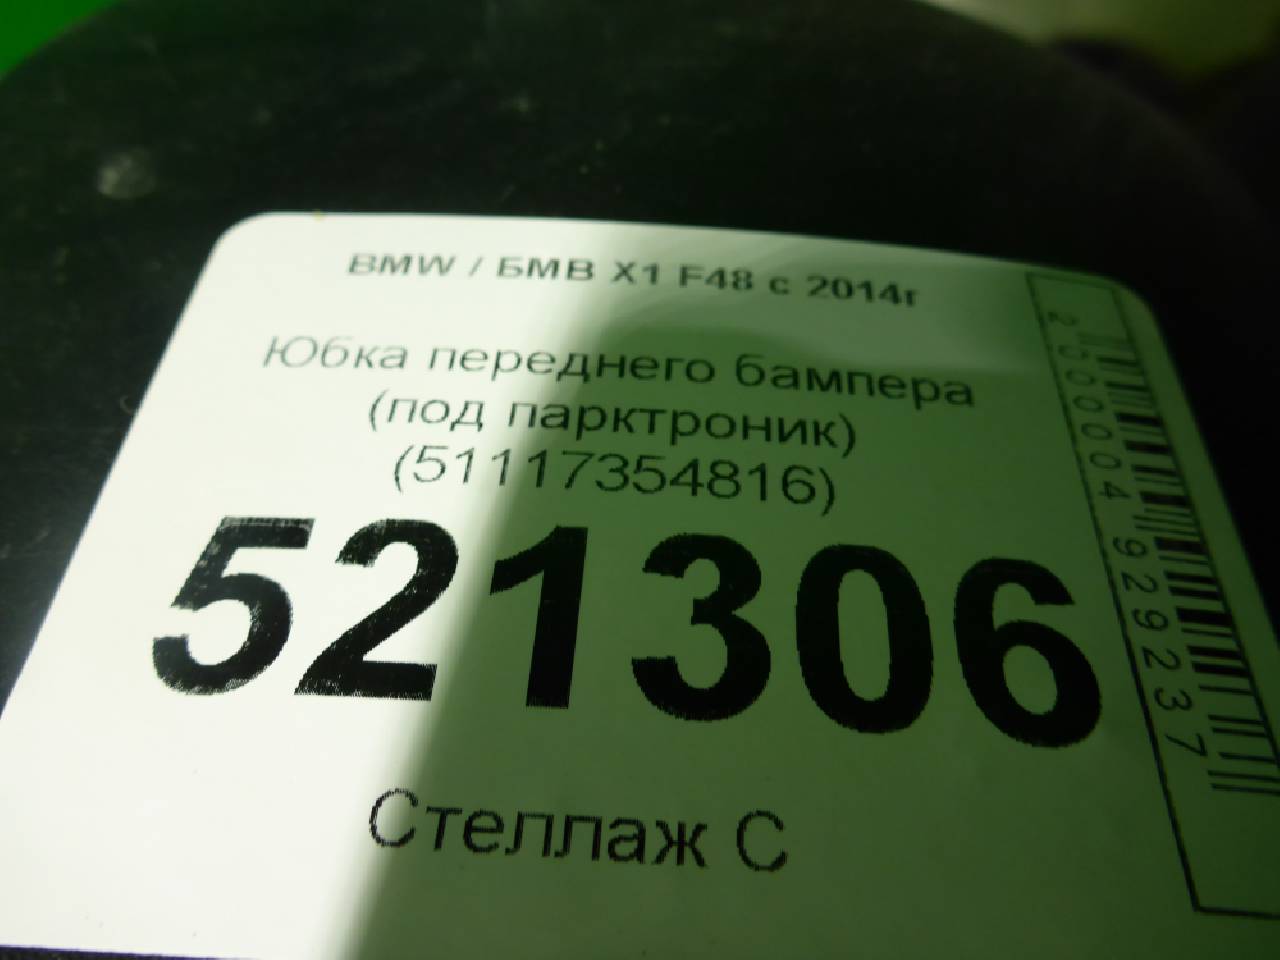 BMW / БМВ X1 F48 с 2014г
Юбка переднего бампера
(под парктроник)
(51117354816)
521306
Стеллаж С
2000004929237